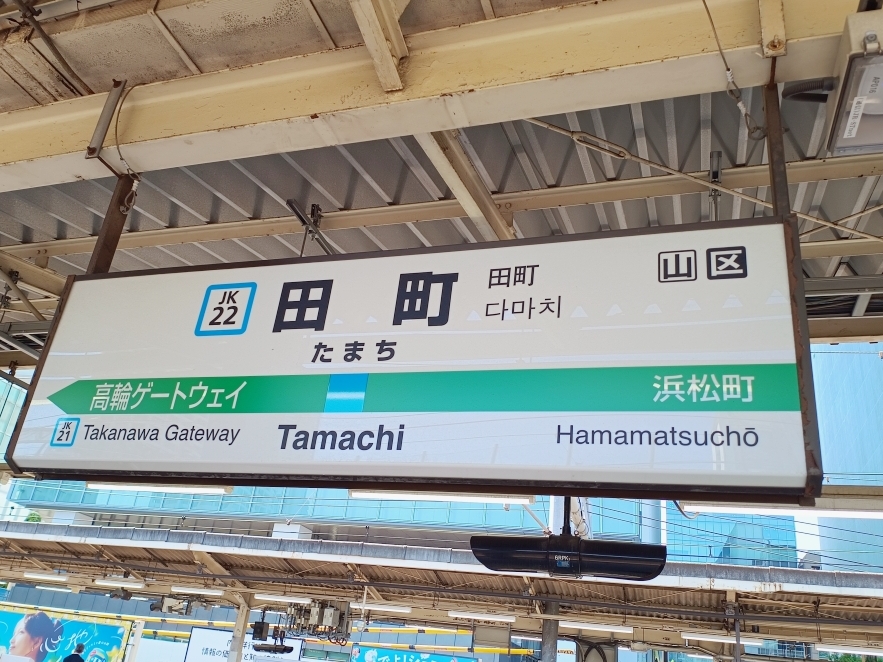 JK
22
田町
田町
다마치
山区
たまち
高輪ゲートウェイ
浜松町
JK
21
Takanawa Gateway
Tamachi
Hamamatsuchō
6RPK